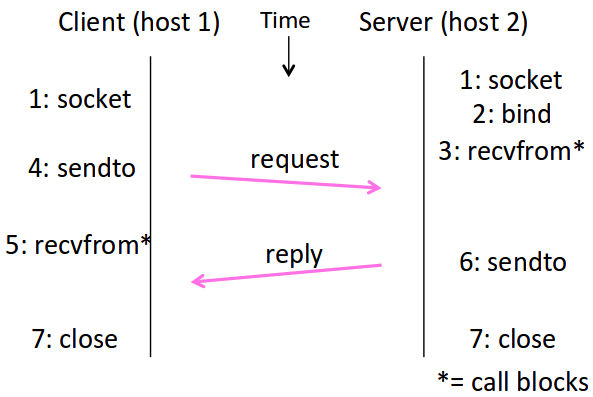 Client (host 1) Time Server (host 2)
1: socket
1: socket
2: bind
3: recvfrom*
4: sendto
request
5: recvfrom*
reply
6: sendto
7: close
7: close
*= call blocks